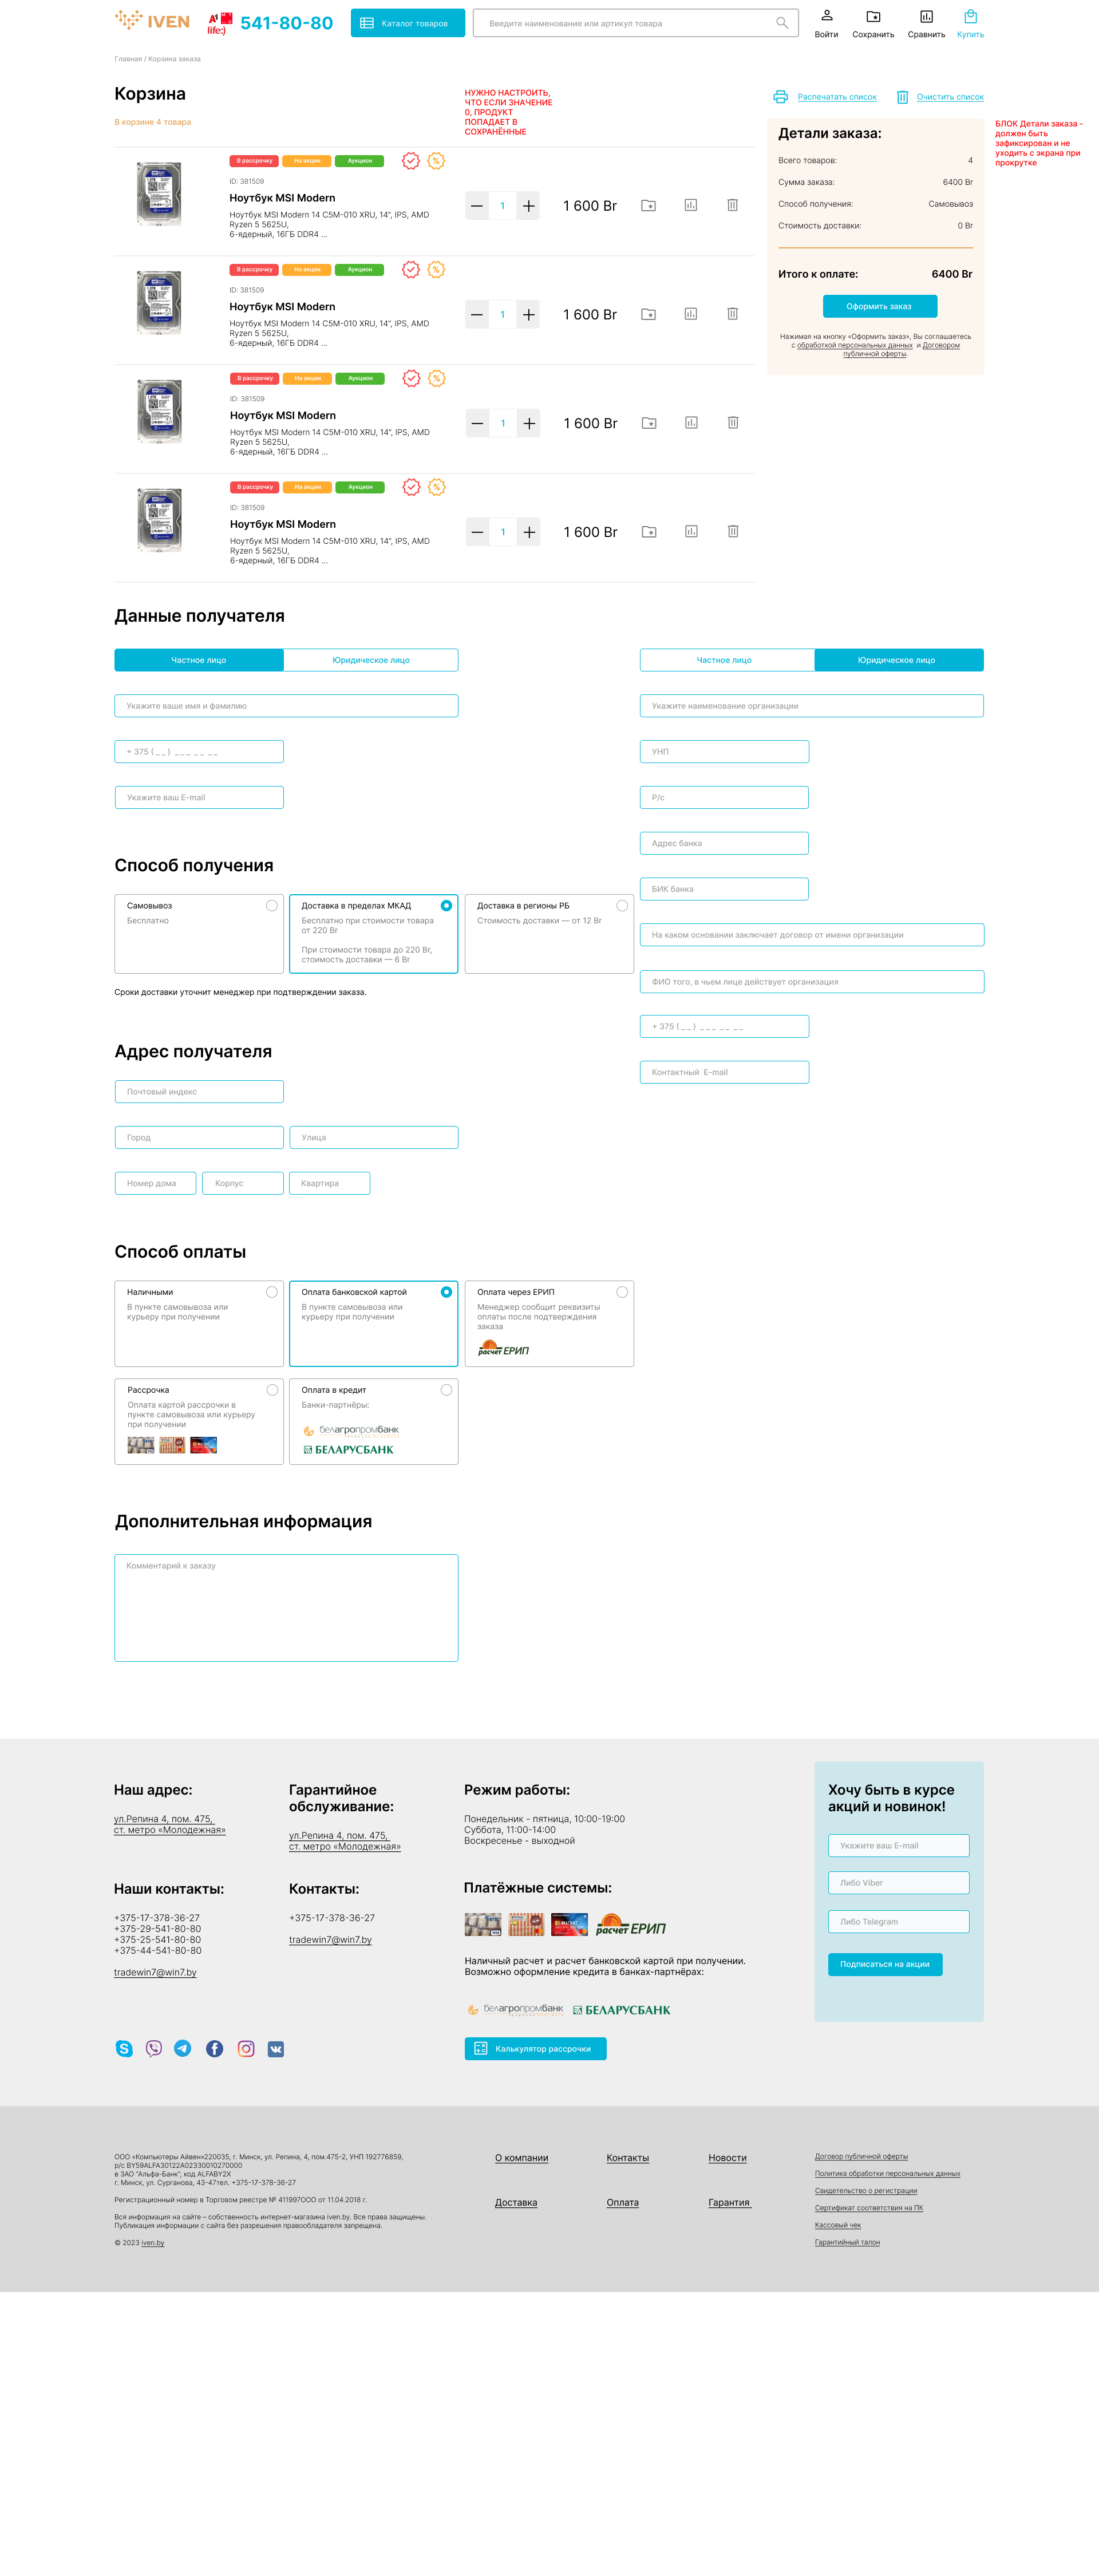 IVEN
A1
life:)
541-80-80
Каталог товаров
Введите наименование или артикул товара
Войти
Сохранить
Сравнить
Купить
Главная / Корзина заказа
Корзина
В корзине 4 товара
НУЖНО НАСТРОИТЬ,
ЧТО ЕСЛИ ЗНАЧЕНИЕ
0, ПРОДУКТ
ПОПАДАЕТ В
СОХРАНЁННЫЕ
Распечатать список
Очистить список
В рассрочку
На акции
Аукцион
ID: 381509
Ноутбук MSI Modern
Ноутбук MSI Modern 14 C5M-010 XRU, 14”, IPS, AMD
Ryzen 5 5625U,
6-ядерный, 16ГБ DDR4 ...
1
1 600 Br
В рассрочку
На акции
Аукцион
ID: 381509
Ноутбук MSI Modern
Ноутбук MSI Modern 14 C5M-010 XRU, 14”, IPS, AMD
Ryzen 5 5625U,
6-ядерный, 16ГБ DDR4 ...
1
1 600 Br
В рассрочку
На акции
Аукцион
ID: 381509
Ноутбук MSI Modern
Ноутбук MSI Modern 14 C5M-010 XRU, 14”, IPS, AMD
Ryzen 5 5625U,
6-ядерный, 16ГБ DDR4 ...
1
1 600 Br
В рассрочку
На акции
Аукцион
ID: 381509
Ноутбук MSI Modern
Ноутбук MSI Modern 14 C5M-010 XRU, 14”, IPS, AMD
Ryzen 5 5625U,
6-ядерный, 16ГБ DDR4 ...
1
1 600 Br
Детали заказа:
Всего товаров: 4
Сумма заказа: 6400 Br
Способ получения: Самовывоз
Стоимость доставки: 0 Br
Итого к оплате: 6400 Br
Оформить заказ
Нажимая на кнопку «Оформить заказ», Вы соглашаетесь
с обработкой персональных данных и Договором
публичной оферты.
БЛОК Детали заказа -
должен быть
зафиксирован и не
уходить с экрана при
прокрутке
Данные получателя
Частное лицо
Юридическое лицо
Укажите ваше имя и фамилию
+ 375 ( _ _ ) _ _ _ _ _ _ _
Укажите ваш E-mail
Частное лицо
Юридическое лицо
Укажите наименование организации
УНП
Р/с
Адрес банка
БИК банка
На каком основании заключает договор от имени организации
ФИО того, в чьем лице действует организация
+ 375 ( _ _ ) _ _ _ _ _ _ _
Контактный E-mail
Способ получения
Самовывоз
Бесплатно
Доставка в пределах МКАД
Бесплатно при стоимости товара
от 220 Br
При стоимости товара до 220 Br,
стоимость доставки — 6 Br
Доставка в регионы РБ
Стоимость доставки — от 12 Br
Сроки доставки уточнит менеджер при подтверждении заказа.
Адрес получателя
Почтовый индекс
Город
Улица
Номер дома
Корпус
Квартира
Способ оплаты
Наличными
В пункте самовывоза или
курьеру при получении
Оплата банковской картой
В пункте самовывоза или
курьеру при получении
Оплата через ЕРИП
Менеджер сообщит реквизиты
оплаты после подтверждения
заказа
расчет ЕРИП
Рассрочка
Оплата картой рассрочки в
пункте самовывоза или курьеру
при получении
Оплата в кредит
Банки-партнёры:
белагропромбанк
БЕЛАРУСБАНК
Дополнительная информация
Комментарий к заказу
Наш адрес:
ул.Репина 4, пом. 475,
ст. метро «Молодежная»
Гарантийное
обслуживание:
ул.Репина 4, пом. 475,
ст. метро «Молодежная»
Режим работы:
Понедельник - пятница, 10:00-19:00
Суббота, 11:00-14:00
Воскресенье - выходной
Хочу быть в курсе
акций и новинок!
Укажите ваш E-mail
Либо Viber
Либо Telegram
Подписаться на акции
Наши контакты:
+375-17-378-36-27
+375-29-541-80-80
+375-25-541-80-80
+375-44-541-80-80
tradewin7@win7.by
Контакты:
+375-17-378-36-27
tradewin7@win7.by
Платёжные системы:
расчет ЕРИП
Наличный расчет и расчет банковской картой при получении.
Возможно оформление кредита в банках-партнёрах:
белагропромбанк
БЕЛАРУСБАНК
Калькулятор рассрочки
ООО «Компьютеры Айвен»220035, г. Минск, ул. Репина, 4, пом.475-2, УНП 192776859,
р/с BY59ALFA30122A02330010270000
в ЗАО "Альфа-Банк", код ALFABY2X
г. Минск, ул. Сурганова, 43-47тел. +375-17-378-36-27
Регистрационный номер в Торговом реестре № 411997ООО от 11.04.2018 г.
Вся информация на сайте – собственность интернет-магазина iven.by. Все права защищены.
Публикация информации с сайта без разрешения правообладателя запрещена.
© 2023 iven.by
О компании
Контакты
Новости
Доставка
Оплата
Гарантия
Договор публичной оферты
Политика обработки персональных данных
Свидетельство о регистрации
Сертификат соответствия на ПК
Кассовый чек
Гарантийный талон